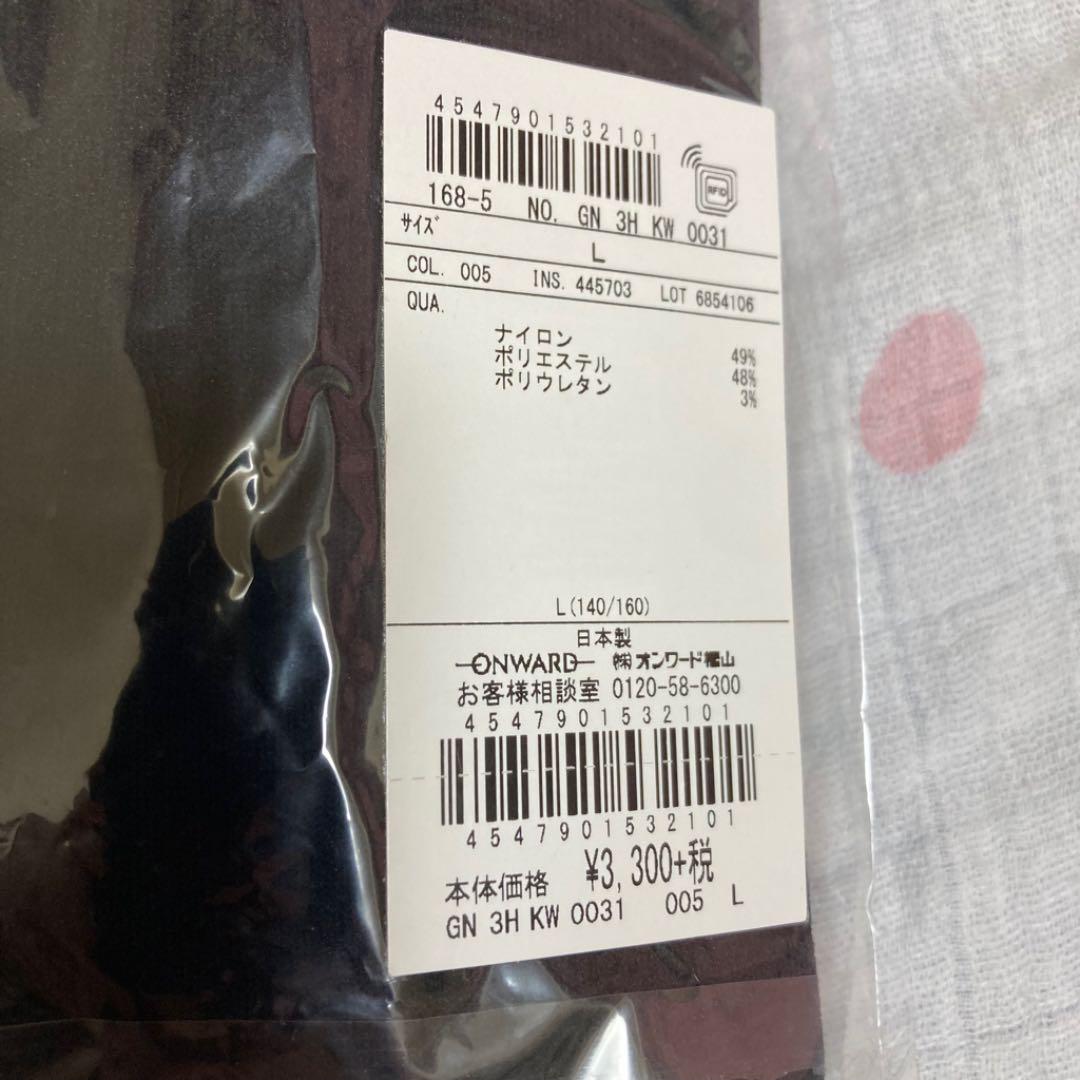 4547901532101
RFID
168-5 NO. GN 3H KW 0031
ｻｲｽﾞ L
COL. 005 INS. 445703 LOT 6854106
QUA.
ナイロン 49%
ポリエステル 48%
ポリウレタン 3%
L(140/160)
日本製
ONWARD ㈱オンワード樫山
お客様相談室 0120-58-6300
4547901532101
4547901532101
本体価格 ¥3,300+税
GN 3H KW 0031 005 L